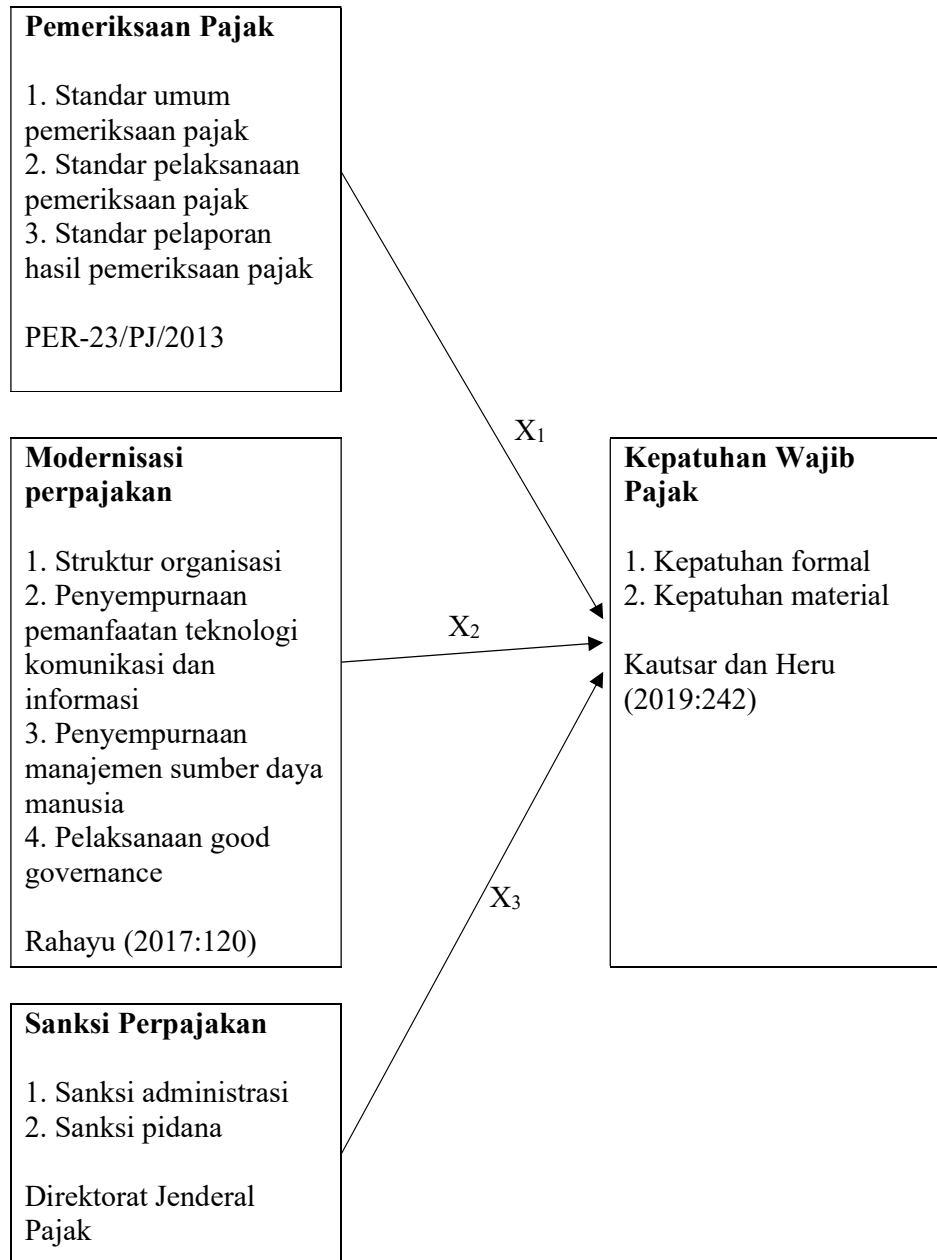 Pemeriksaan Pajak
1. Standar umum
pemeriksaan pajak
2. Standar pelaksanaan
pemeriksaan pajak
3. Standar pelaporan
hasil pemeriksaan pajak
PER-23/PJ/2013
X₁
Modernisasi
perpajakan
1. Struktur organisasi
2. Penyempurnaan
pemanfaatan teknologi
komunikasi dan
informasi
3. Penyempurnaan
manajemen sumber daya
manusia
4. Pelaksanaan good
governance
Rahayu (2017:120)
X₂
Kepatuhan Wajib
Pajak
1. Kepatuhan formal
2. Kepatuhan material
Kautsar dan Heru
(2019:242)
X₃
Sanksi Perpajakan
1. Sanksi administrasi
2. Sanksi pidana
Direktorat Jenderal
Pajak